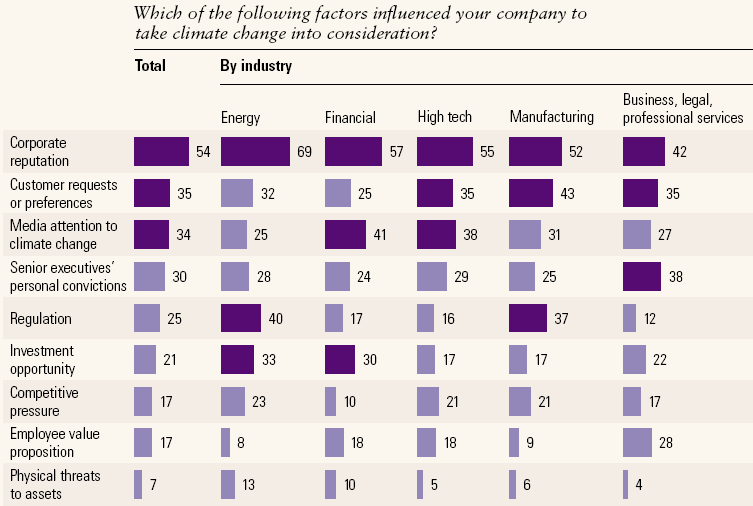 Which of the following factors influenced your company to
take climate change into consideration?
Total By industry
Energy Financial High tech Manufacturing Business, legal,
professional services
Corporate
reputation 54 69 57 55 52 42
Customer requests
or preferences 35 32 25 35 43 35
Media attention to
climate change 34 25 41 38 31 27
Senior executives’
personal convictions 30 28 24 29 25 38
Regulation 25 40 17 16 37 12
Investment
opportunity 21 33 30 17 17 22
Competitive
pressure 17 23 10 21 21 17
Employee value
proposition 17 8 18 18 9 28
Physical threats
to assets 7 13 10 5 6 4